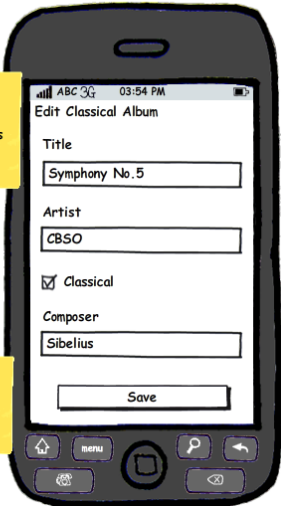 s
ABC 3G 03:54 PM
Edit Classical Album
Title
Symphony No.5
Artist
CBSO
Classical
Composer
Sibelius
Save
menu